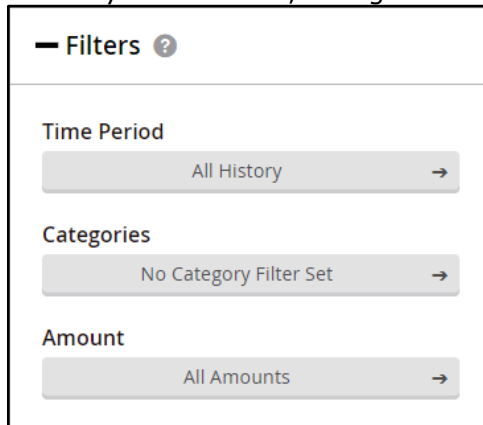 Filters ?
Time Period
All History →
Categories
No Category Filter Set →
Amount
All Amounts →